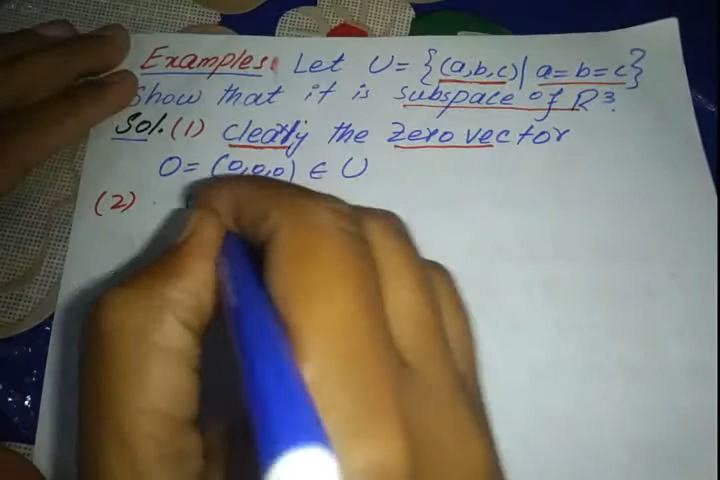 Examples: Let U = {(a,b,c) | a=b=c}
Show that it is subspace of R³.
Sol. (1) Clearly the Zero vector
O = (0,0,0) ∈ U
(2)